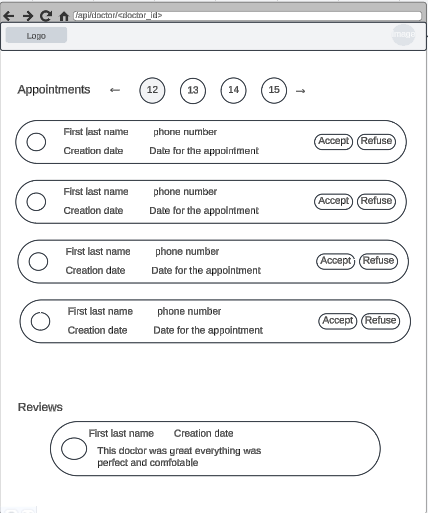 /api/doctor/<doctor_id>
Logo
Appointments ← 12 13 14 15 →
First last name phone number
Creation date Date for the appointment
Accept Refuse
First last name phone number
Creation date Date for the appointment
Accept Refuse
First last name phone number
Creation date Date for the appointment
Accept Refuse
First last name phone number
Creation date Date for the appointment
Accept Refuse
Reviews
First last name Creation date
This doctor was great everything was
perfect and comfotable